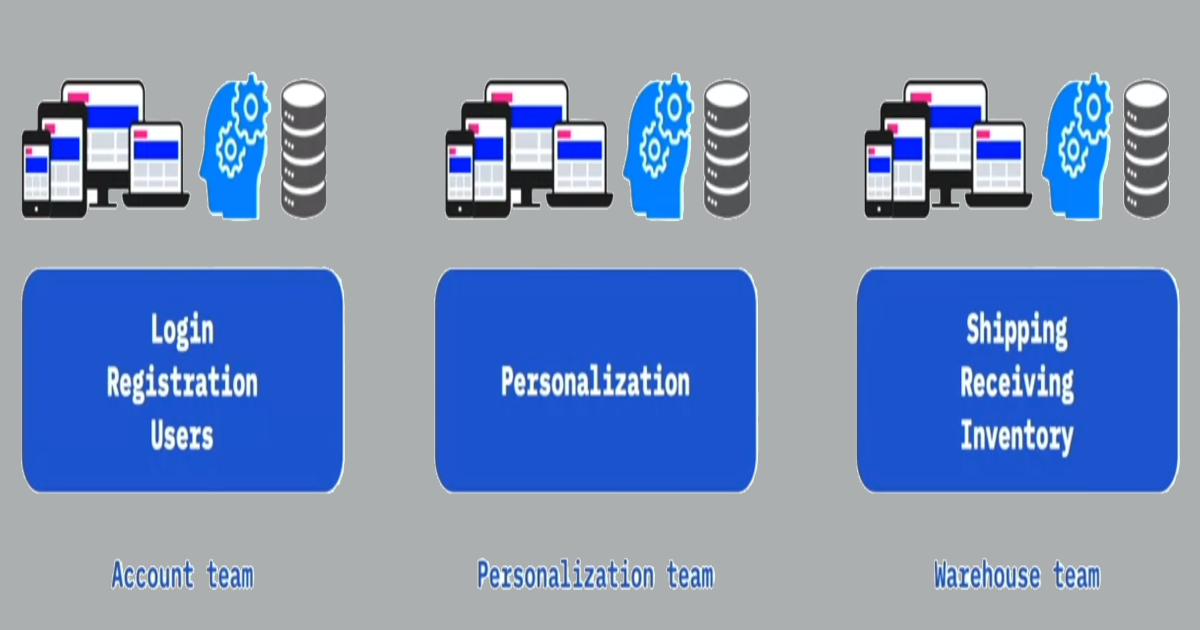 Login
Registration
Users
Personalization
Shipping
Receiving
Inventory
Account team
Personalization team
Warehouse team